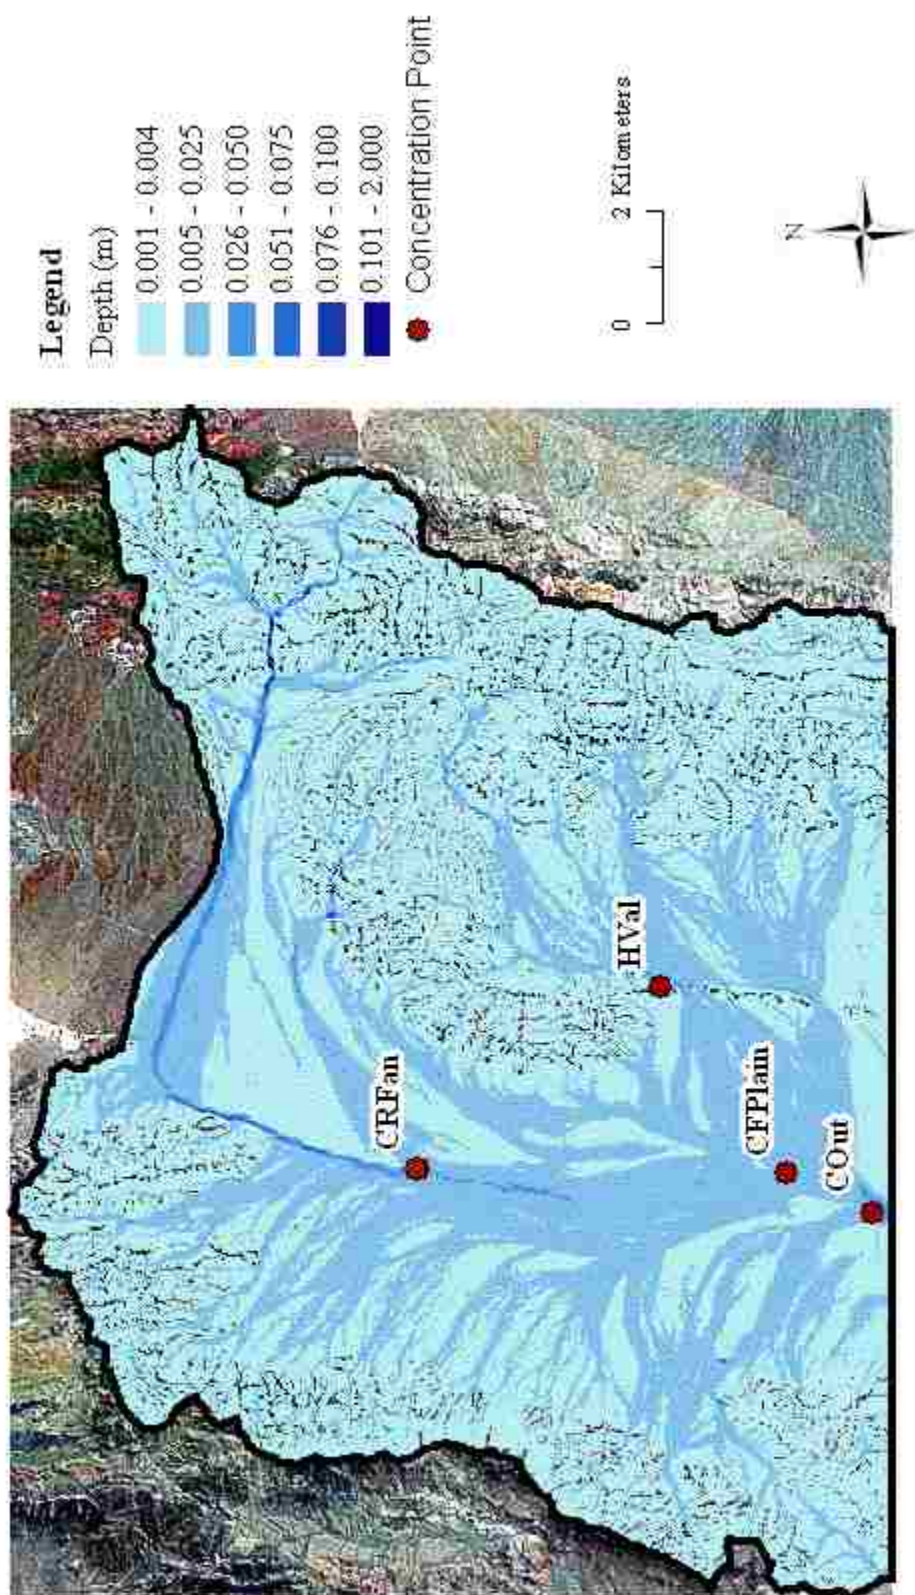 Legend
Depth (m)
0.001 - 0.004
0.005 - 0.025
0.026 - 0.050
0.051 - 0.075
0.076 - 0.100
0.101 - 2.000
Concentration Point
0 2 Kilometers
N
HVal
CRFan
CFPlain
COut